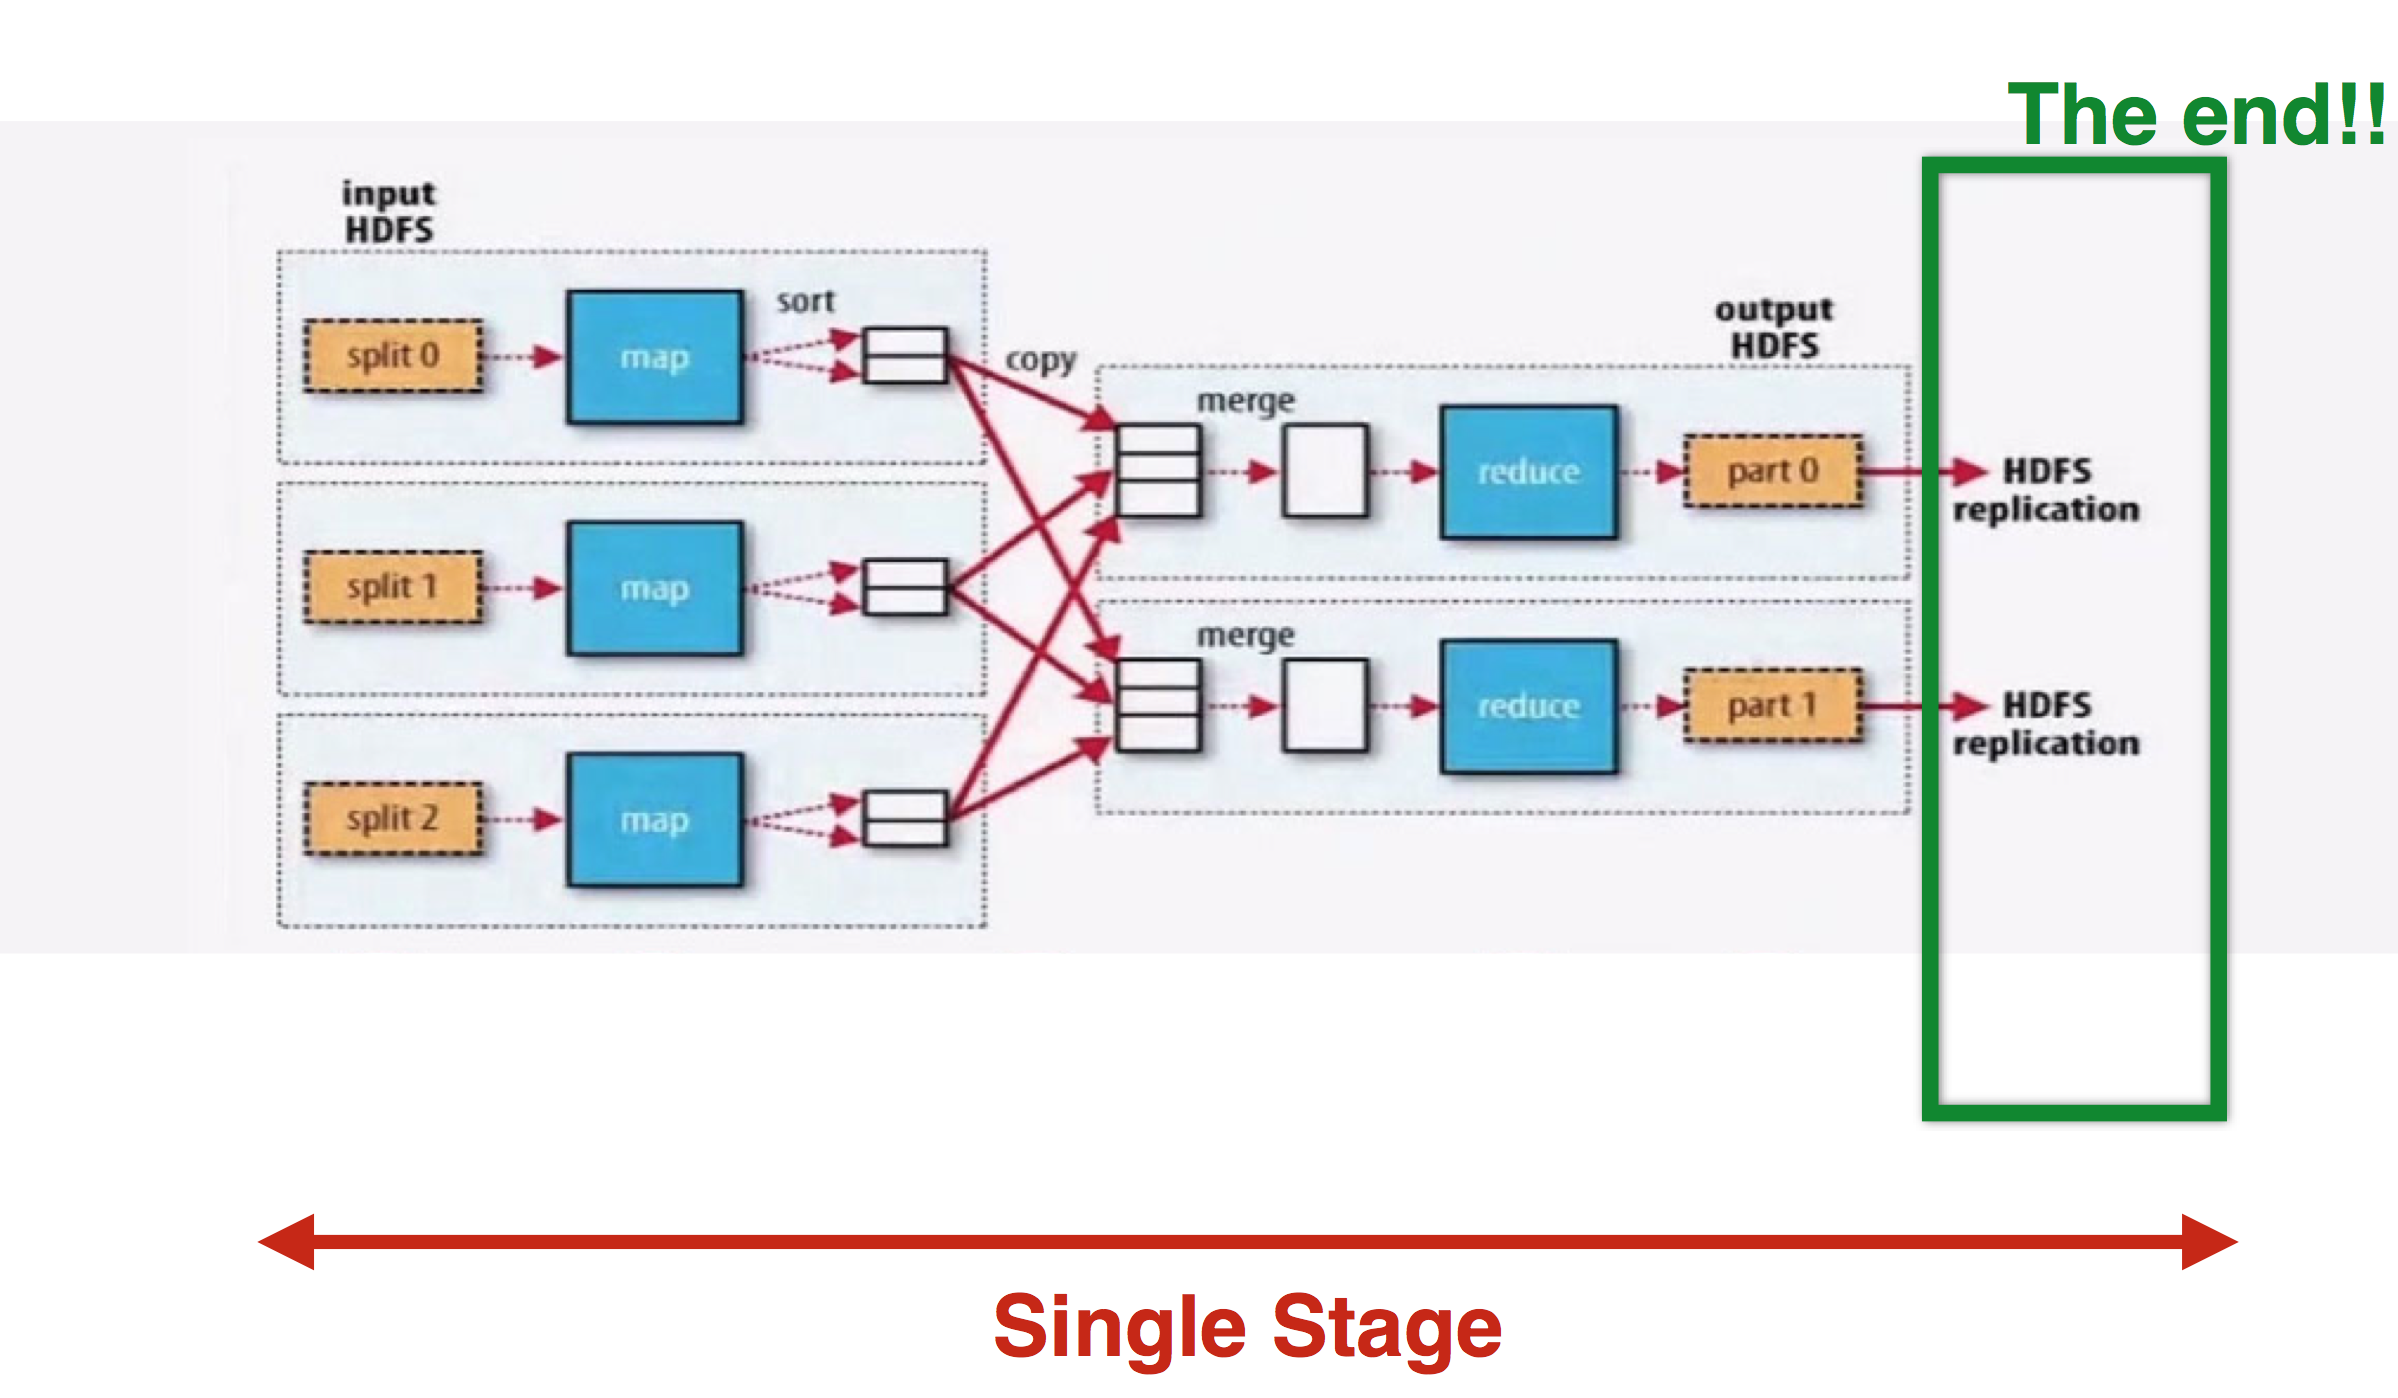 The end!!
input
HDFS
split 0
map
sort
copy
split 1
map
split 2
map
output
HDFS
merge
reduce
part 0
HDFS
replication
merge
reduce
part 1
HDFS
replication
Single Stage